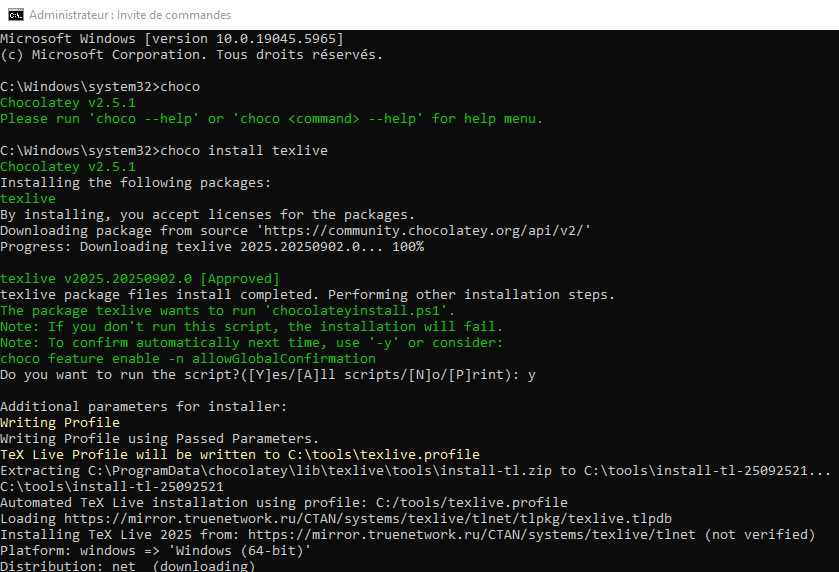 Administrateur : Invite de commandes
Microsoft Windows [version 10.0.19045.5965]
(c) Microsoft Corporation. Tous droits réservés.
C:\Windows\system32>choco
Chocolatey v2.5.1
Please run 'choco --help' or 'choco <command> --help' for help menu.
C:\Windows\system32>choco install texlive
Chocolatey v2.5.1
Installing the following packages:
texlive
By installing, you accept licenses for the packages.
Downloading package from source 'https://community.chocolatey.org/api/v2/'
Progress: Downloading texlive 2025.20250902.0... 100%
texlive v2025.20250902.0 [Approved]
texlive package files install completed. Performing other installation steps.
The package texlive wants to run 'chocolateyinstall.ps1'.
Note: If you don't run this script, the installation will fail.
Note: To confirm automatically next time, use '-y' or consider:
choco feature enable -n allowGlobalConfirmation
Do you want to run the script?([Y]es/[A]ll scripts/[N]o/[P]rint): y
Additional parameters for installer:
Writing Profile
Writing Profile using Passed Parameters.
TeX Live Profile will be written to C:\tools\texlive.profile
Extracting C:\ProgramData\chocolatey\lib\texlive\tools\install-tl.zip to C:\tools\install-tl-25092521...
C:\tools\install-tl-25092521
Automated TeX Live installation using profile: C:/tools/texlive.profile
Loading https://mirror.truenetwork.ru/CTAN/systems/texlive/tlnet/tlpkg/texlive.tlpdb
Installing TeX Live 2025 from: https://mirror.truenetwork.ru/CTAN/systems/texlive/tlnet (not verified)
Platform: windows => 'Windows (64-bit)'
Distribution: net  (downloading)